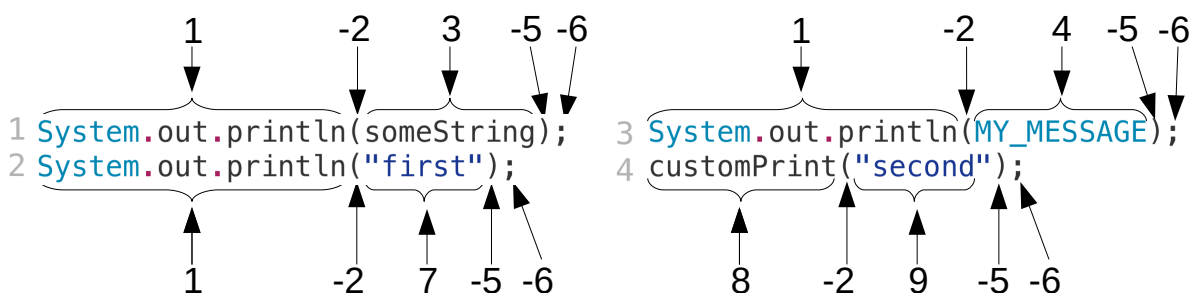 1 -2 3 -5 -6 1 -2 4 -5 -6
1 System.out.println(someString);
2 System.out.println("first");
3 System.out.println(MY_MESSAGE);
4 customPrint("second");
1 -2 7 -5 -6 8 -2 9 -5 -6